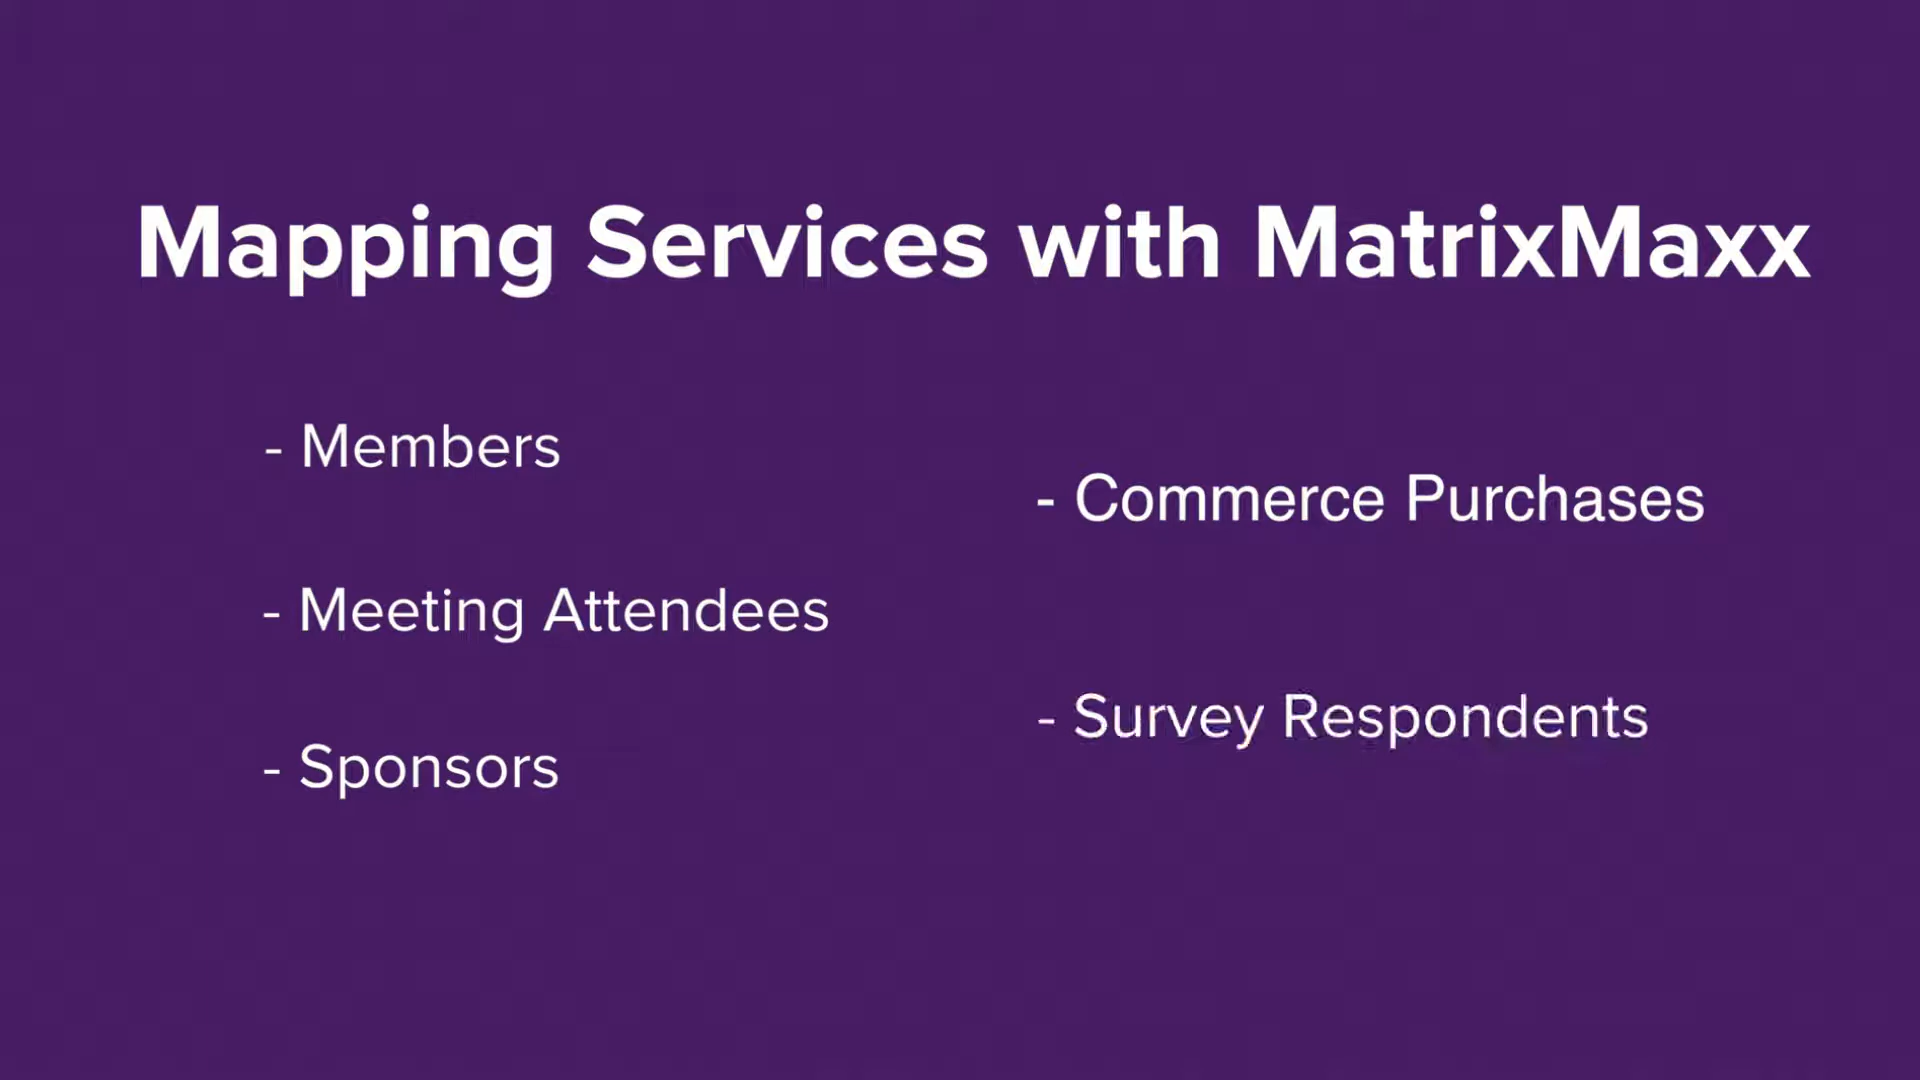 Mapping Services with MatrixMaxx
- Members
- Meeting Attendees
- Sponsors
- Commerce Purchases
- Survey Respondents